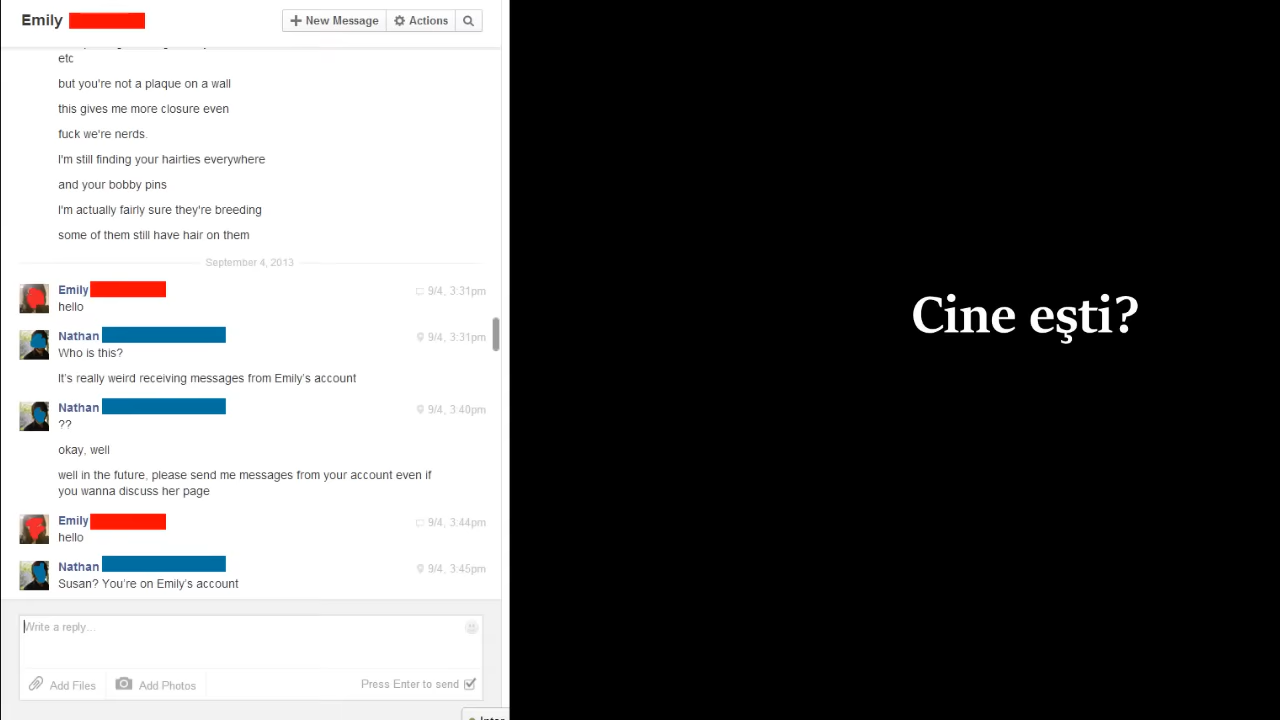 Emily
New Message
Actions
etc
but you're not a plaque on a wall
this gives me more closure even
fuck we're nerds.
I'm still finding your hairties everywhere
and your bobby pins
I'm actually fairly sure they're breeding
some of them still have hair on them
September 4, 2013
Emily
9/4, 3:31pm
hello
Nathan
9/4, 3:31pm
Who is this?
It's really weird receiving messages from Emily's account
Nathan
9/4, 3:40pm
??
okay, well
well in the future, please send me messages from your account even if
you wanna discuss her page
Emily
9/4, 3:44pm
hello
Nathan
9/4, 3:45pm
Susan? You're on Emily's account
Write a reply...
Add Files
Add Photos
Press Enter to send
Cine eşti?